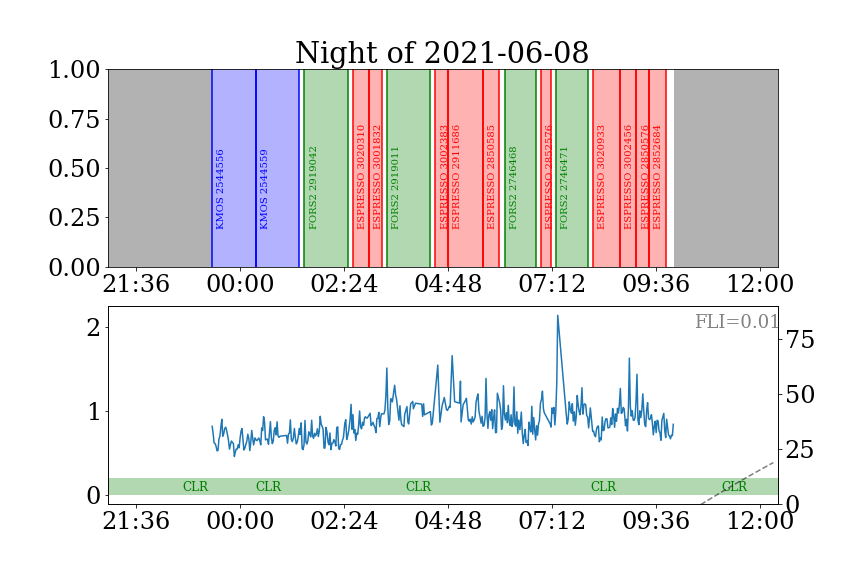 Night of 2021-06-08
1.00
0.75
0.50
0.25
0.00
KMOS 2544556
KMOS 2544559
FORS2 2919042
ESPRESSO 3020310
ESPRESSO 3001832
FORS2 2919011
ESPRESSO 3002383
ESPRESSO 2911686
ESPRESSO 2850585
FORS2 2746468
ESPRESSO 2852576
FORS2 2746471
ESPRESSO 3020933
ESPRESSO 3002456
ESPRESSO 2850576
ESPRESSO 2852684
21:36 00:00 02:24 04:48 07:12 09:36 12:00
FLI=0.01
2
1
0
75
50
25
0
CLR CLR CLR CLR CLR
21:36 00:00 02:24 04:48 07:12 09:36 12:00